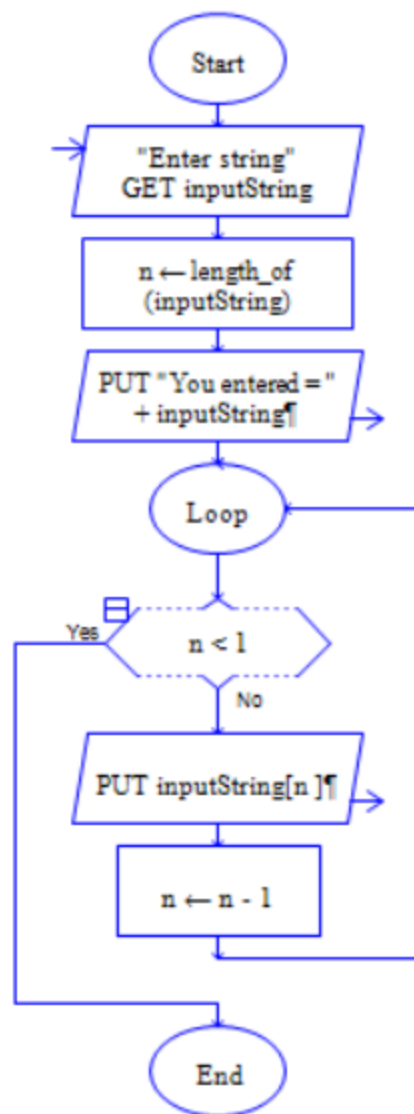 Start
"Enter string"
GET inputString
n ← length_of
(inputString)
PUT "You entered = "
+ inputString¶
Loop
Yes
n < 1
No
PUT inputString[n ]¶
n ← n - 1
End